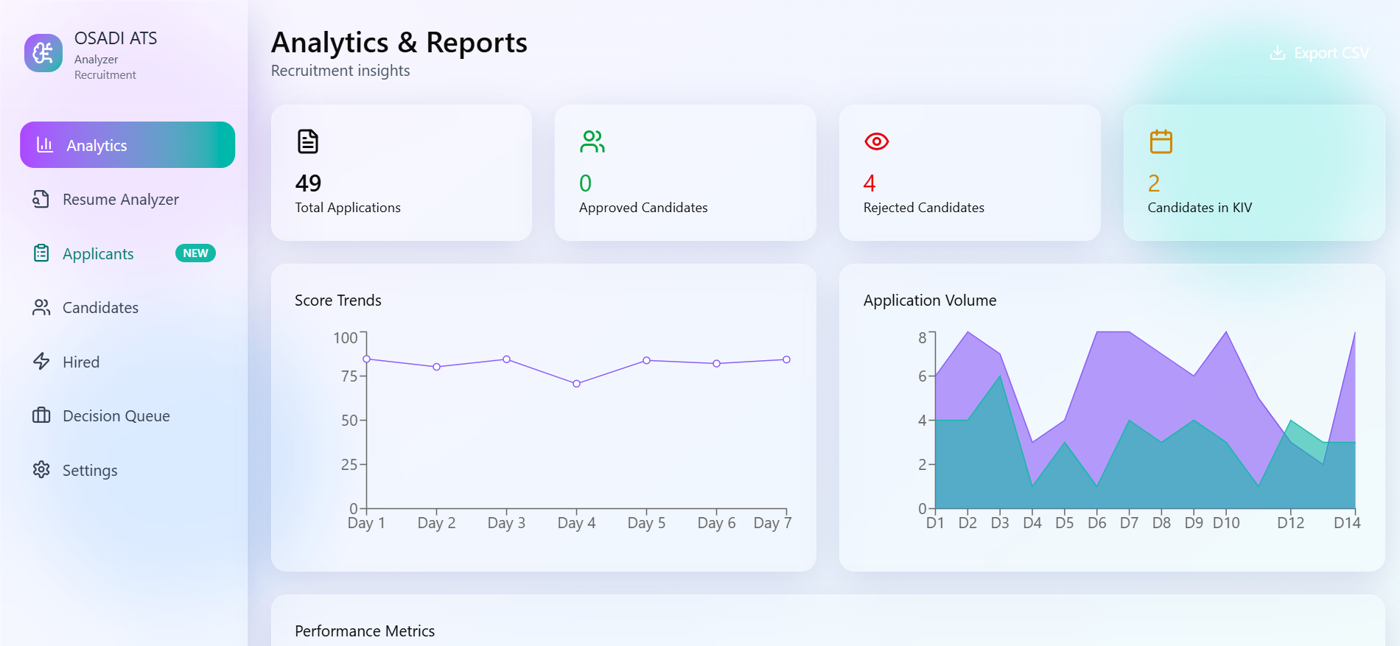 OSADI ATS
Analyzer
Recruitment
Analytics
Resume Analyzer
Applicants NEW
Candidates
Hired
Decision Queue
Settings
Analytics & Reports
Recruitment insights
Export CSV
49
Total Applications
0
Approved Candidates
4
Rejected Candidates
2
Candidates in KIV
Score Trends
100
75
50
25
0
Day 1 Day 2 Day 3 Day 4 Day 5 Day 6 Day 7
Application Volume
8
6
4
2
0
D1 D2 D3 D4 D5 D6 D7 D8 D9 D10 D12 D14
Performance Metrics